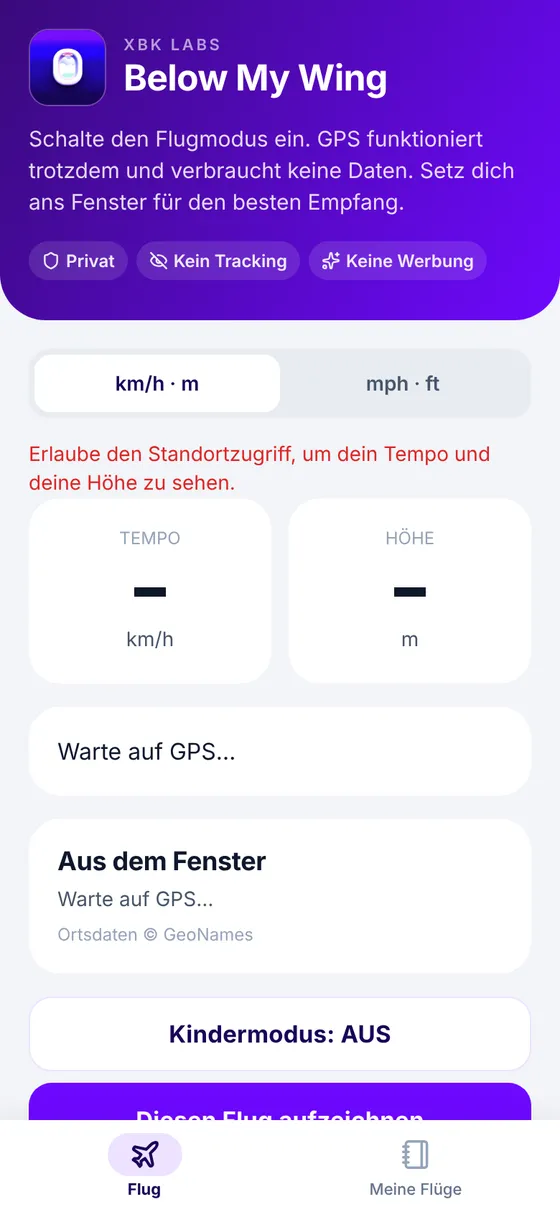 XBK LABS
Below My Wing
Schalte den Flugmodus ein. GPS funktioniert
trotzdem und verbraucht keine Daten. Setz dich
ans Fenster für den besten Empfang.
Privat
Kein Tracking
Keine Werbung
km/h · m
mph · ft
Erlaube den Standortzugriff, um dein Tempo und
deine Höhe zu sehen.
TEMPO
HÖHE
–
–
km/h
m
Warte auf GPS…
Aus dem Fenster
Warte auf GPS…
Ortsdaten © GeoNames
Kindermodus: AUS
Diesen Flug aufzeichnen
Flug
Meine Flüge